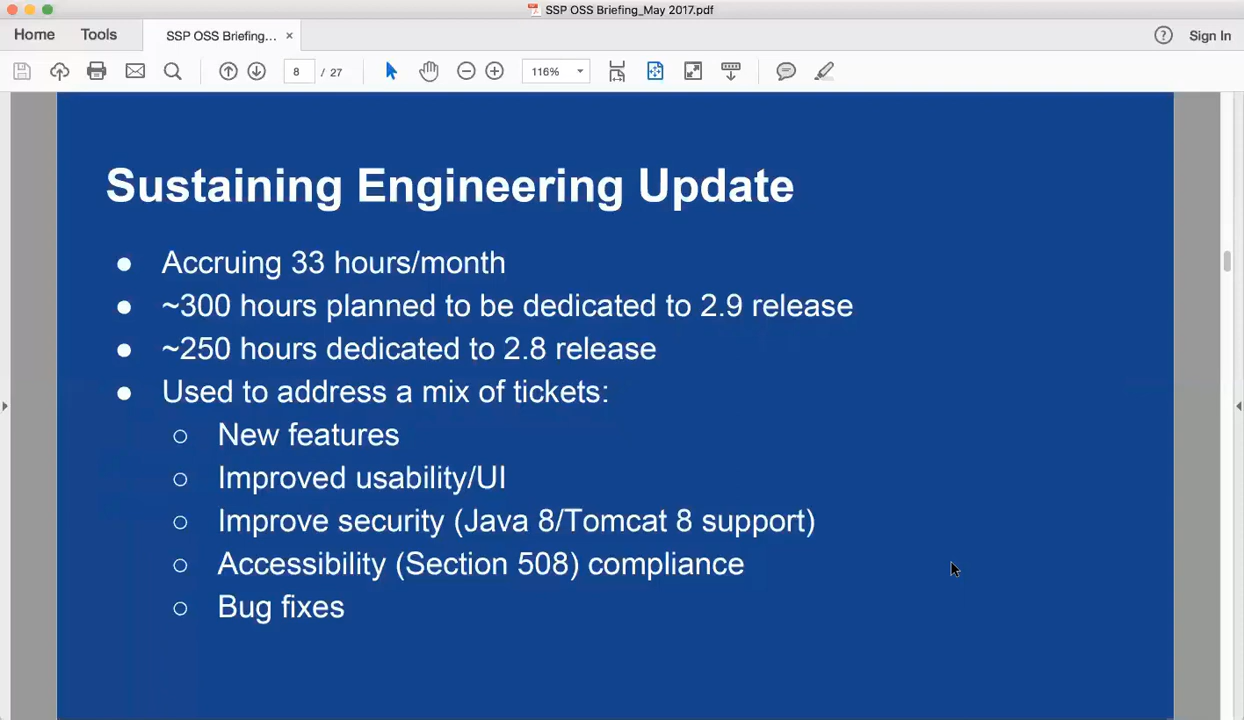 SSP OSS Briefing_May 2017.pdf
Home Tools SSP OSS Briefing... × ? Sign In
8 / 27 116%
Sustaining Engineering Update
● Accruing 33 hours/month
● ~300 hours planned to be dedicated to 2.9 release
● ~250 hours dedicated to 2.8 release
● Used to address a mix of tickets:
○ New features
○ Improved usability/UI
○ Improve security (Java 8/Tomcat 8 support)
○ Accessibility (Section 508) compliance
○ Bug fixes